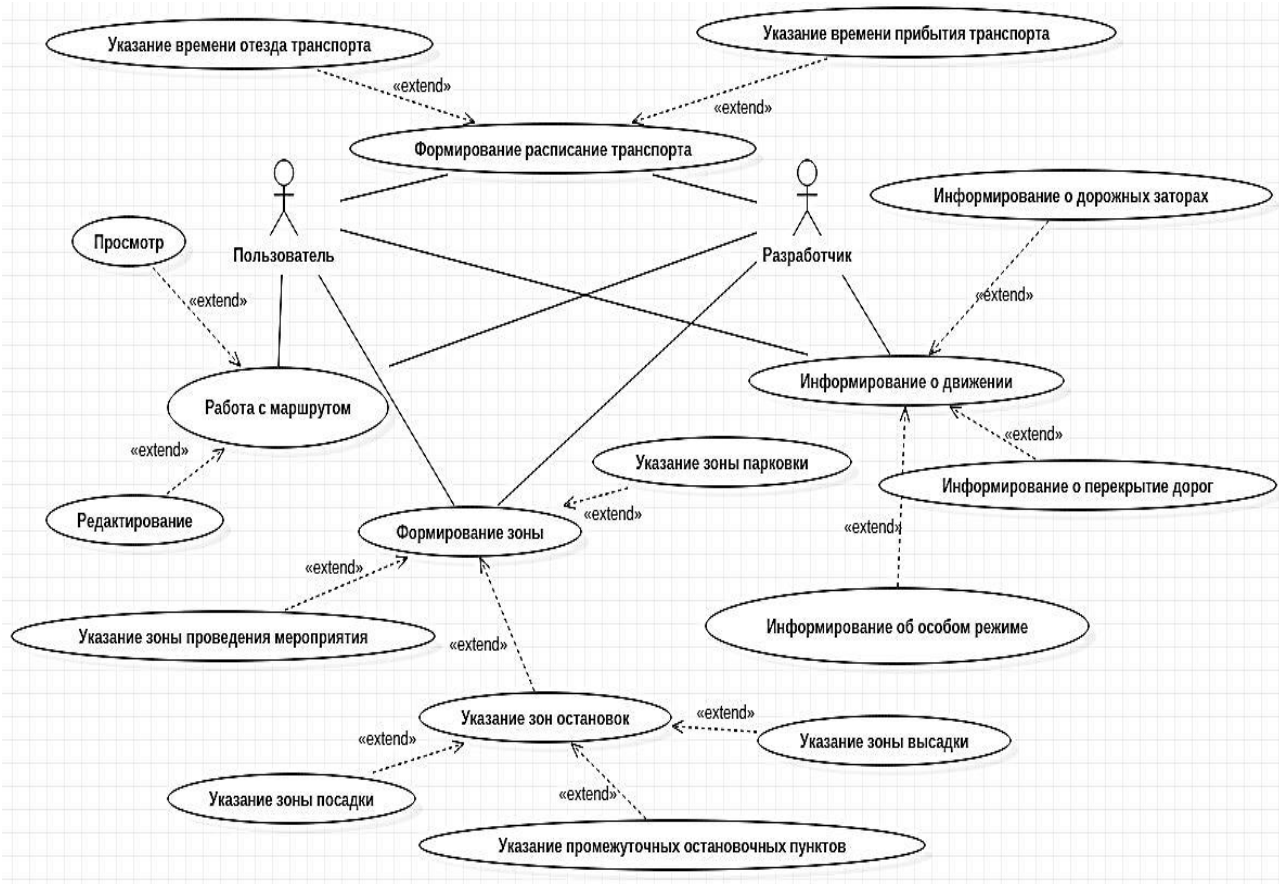 Указание времени отезда транспорта
Указание времени прибытия транспорта
«extend»
«extend»
Формирование расписание транспорта
Информирование о дорожных заторах
Просмотр
Пользователь
Разработчик
«extend»
«extend»
Информирование о движении
Работа с маршрутом
«extend»
«extend»
Указание зоны парковки
Информирование о перекрытие дорог
«extend»
Редактирование
«extend»
Формирование зоны
«extend»
Указание зоны проведения мероприятия
Информирование об особом режиме
«extend»
Указание зон остановок
«extend»
Указание зоны высадки
«extend»
Указание зоны посадки
«extend»
Указание промежуточных остановочных пунктов